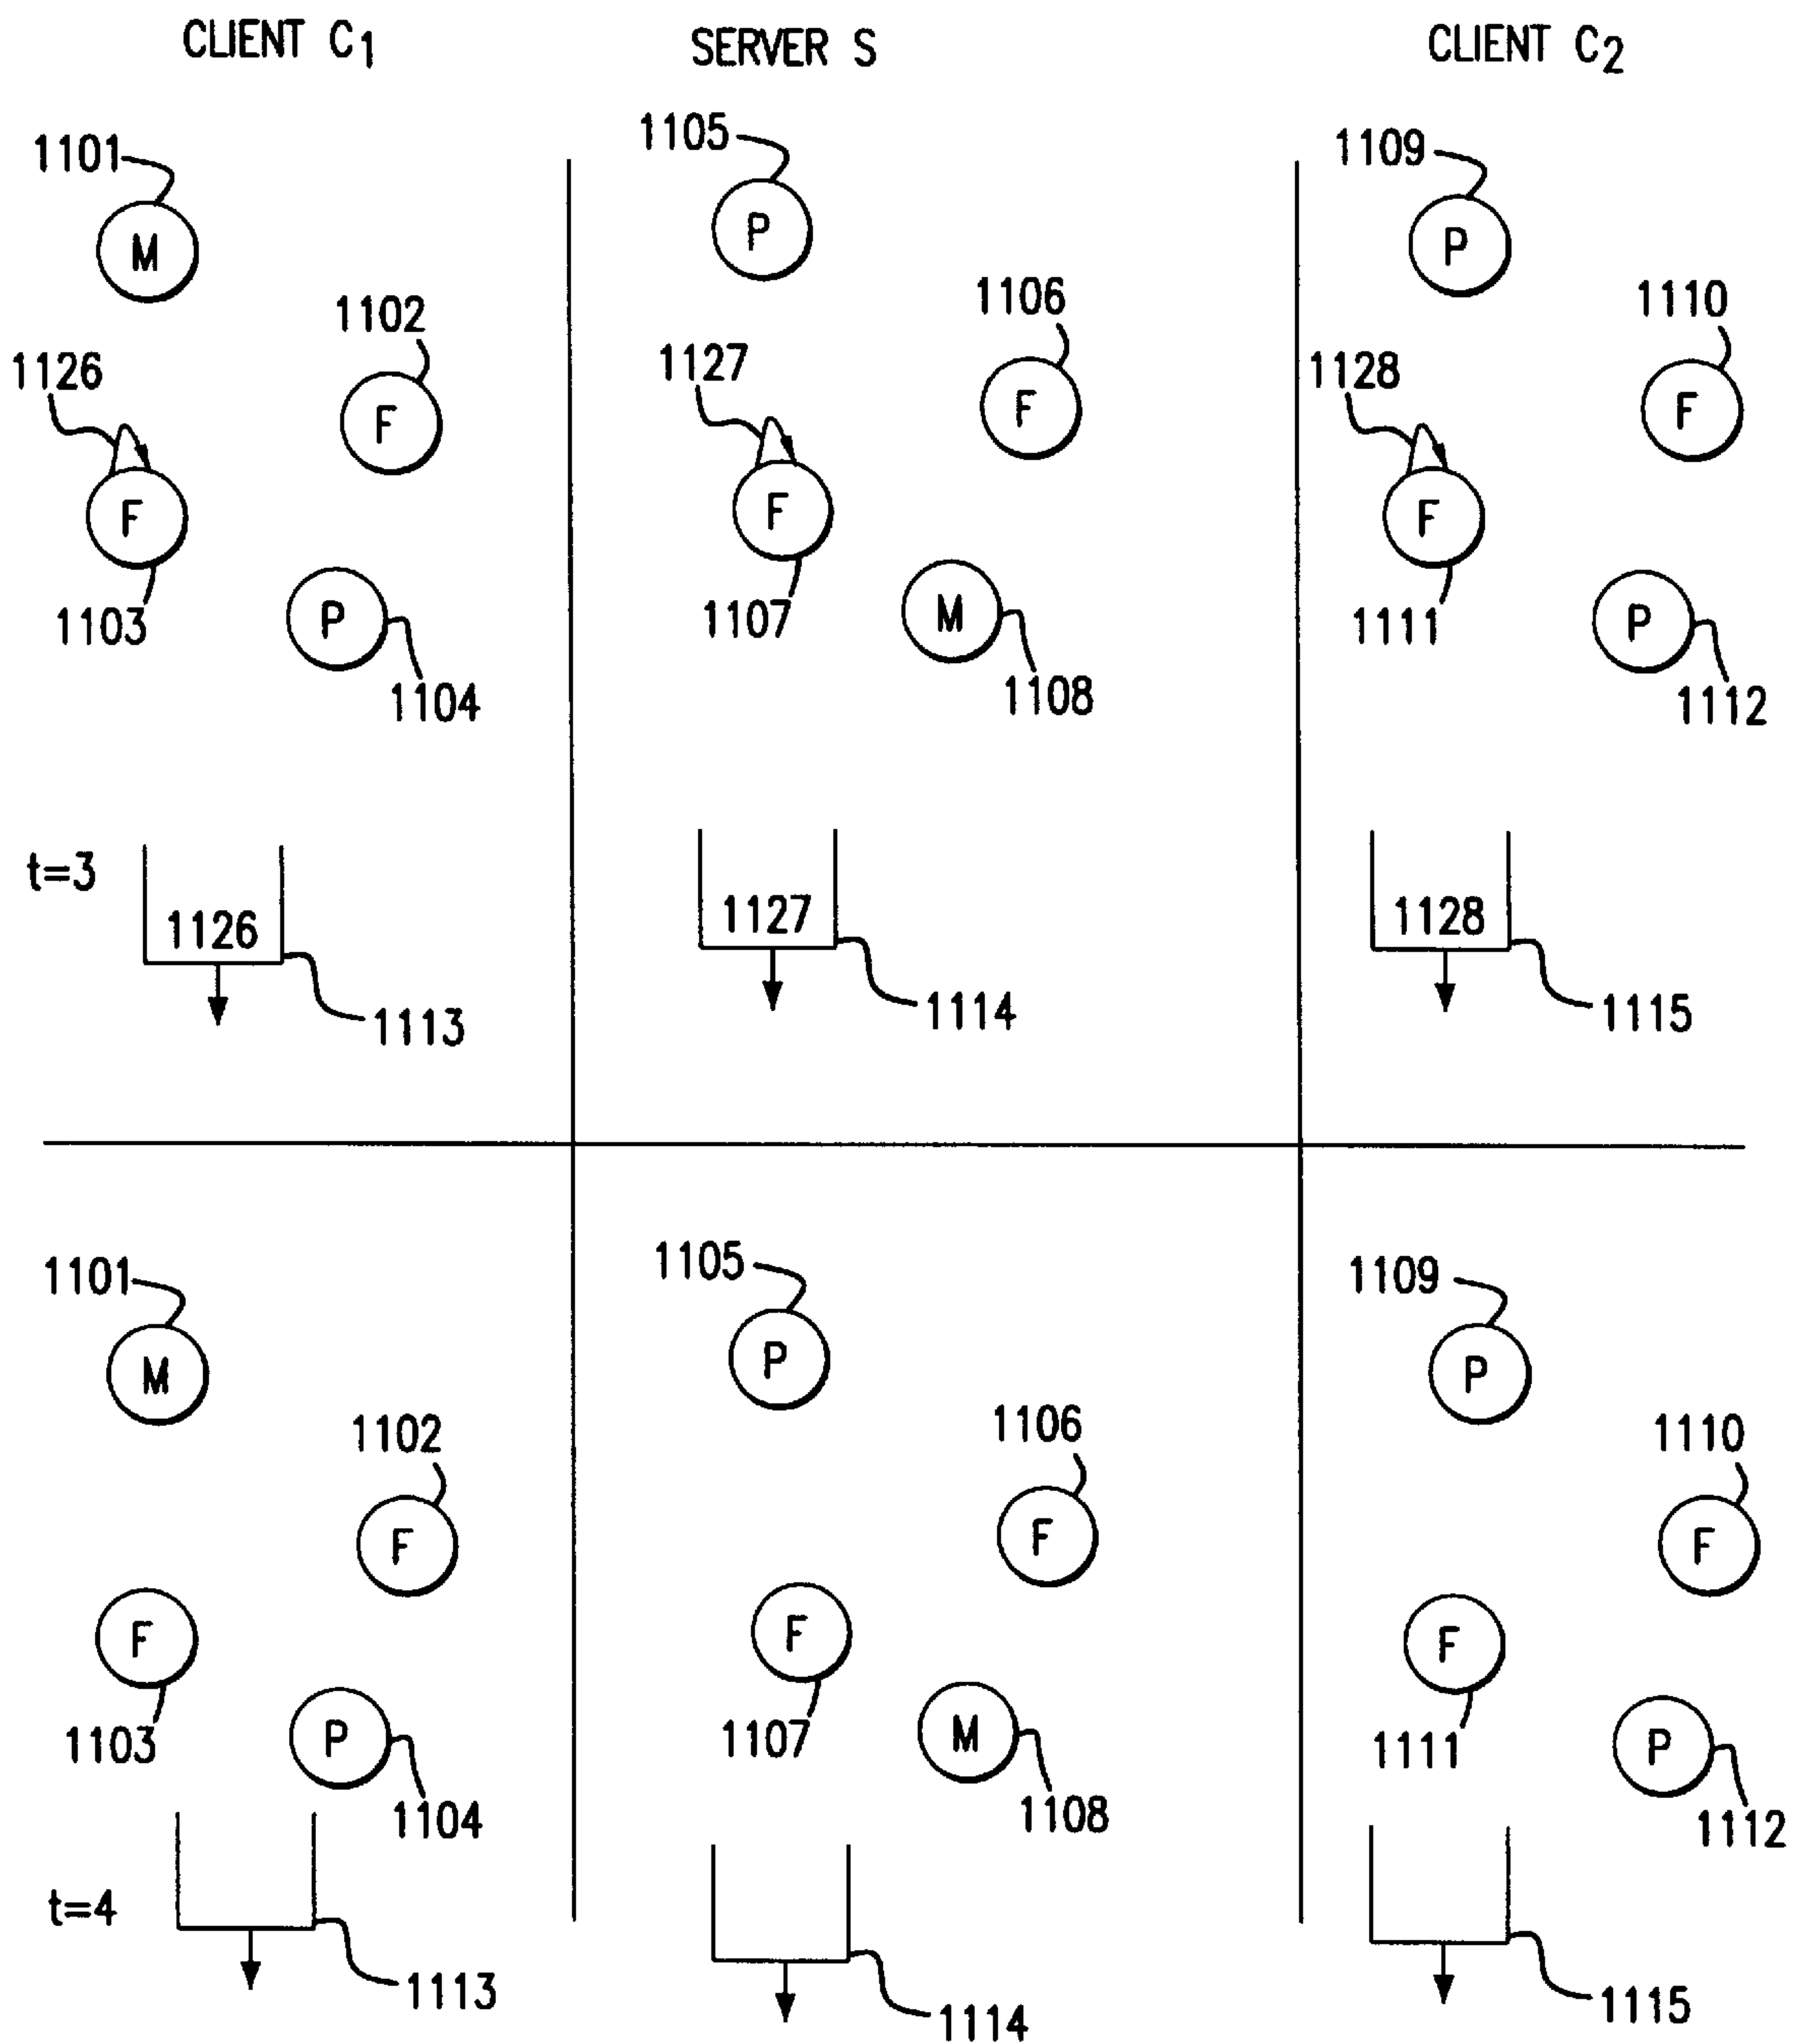 CLIENT C1 SERVER S CLIENT C2
1101 1105 1109
M P P
1102 1106 1110
F F F
1126 1127 1128
F F F
1103 1107 1111
P M P
1104 1108 1112
t=3 1126 1127 1128
1113 1114 1115
1101 1105 1109
M P P
1102 1106 1110
F F F
F F F
1103 1107 1111
P M P
1104 1108 1112
t=4
1113 1114 1115